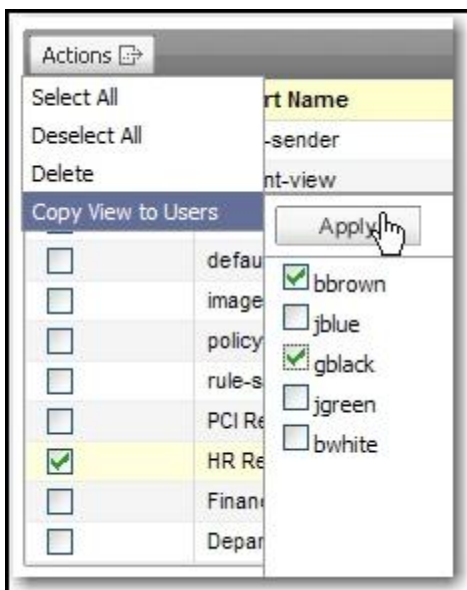 Actions
Select All
rt Name
Deselect All
-sender
Delete
nt-view
Copy View to Users
Apply
defau
bbrown
image
jblue
policy
gblack
rule-s
jgreen
PCI Re
bwhite
HR Re
Financ
Depar